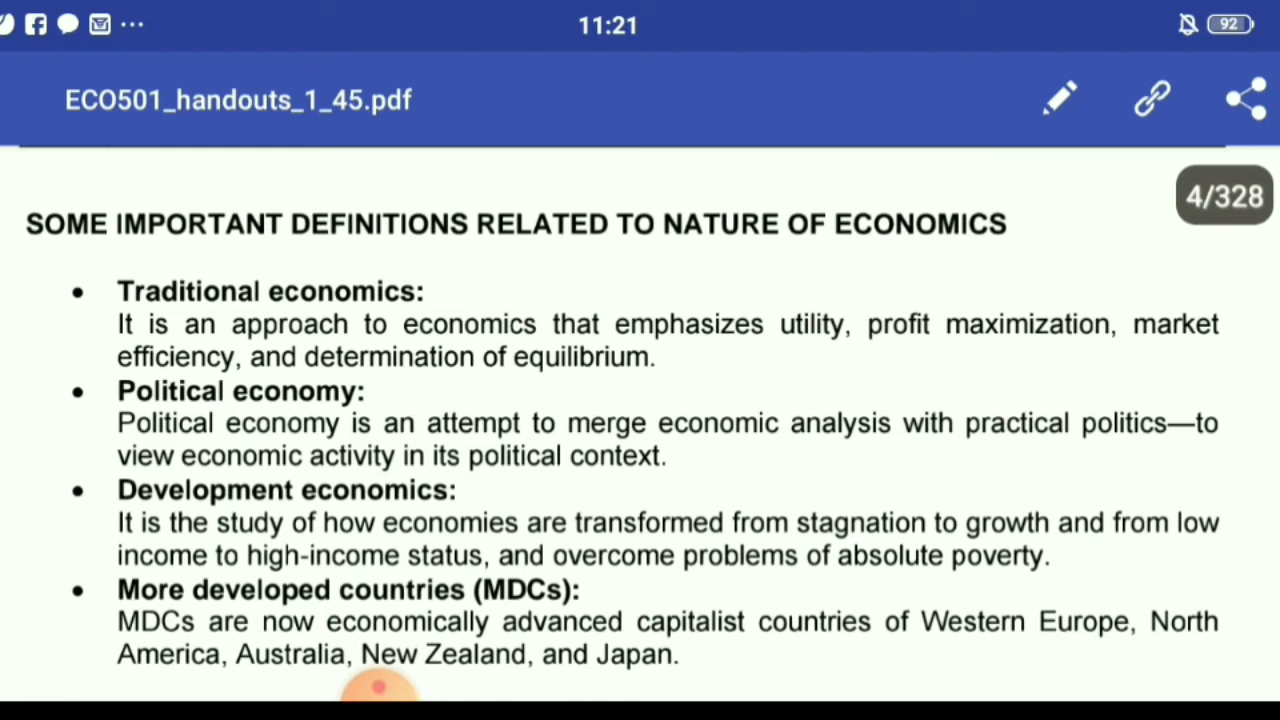 11:21
92
ECO501_handouts_1_45.pdf
4/328
SOME IMPORTANT DEFINITIONS RELATED TO NATURE OF ECONOMICS
• Traditional economics:
It is an approach to economics that emphasizes utility, profit maximization, market
efficiency, and determination of equilibrium.
• Political economy:
Political economy is an attempt to merge economic analysis with practical politics—to
view economic activity in its political context.
• Development economics:
It is the study of how economies are transformed from stagnation to growth and from low
income to high-income status, and overcome problems of absolute poverty.
• More developed countries (MDCs):
MDCs are now economically advanced capitalist countries of Western Europe, North
America, Australia, New Zealand, and Japan.